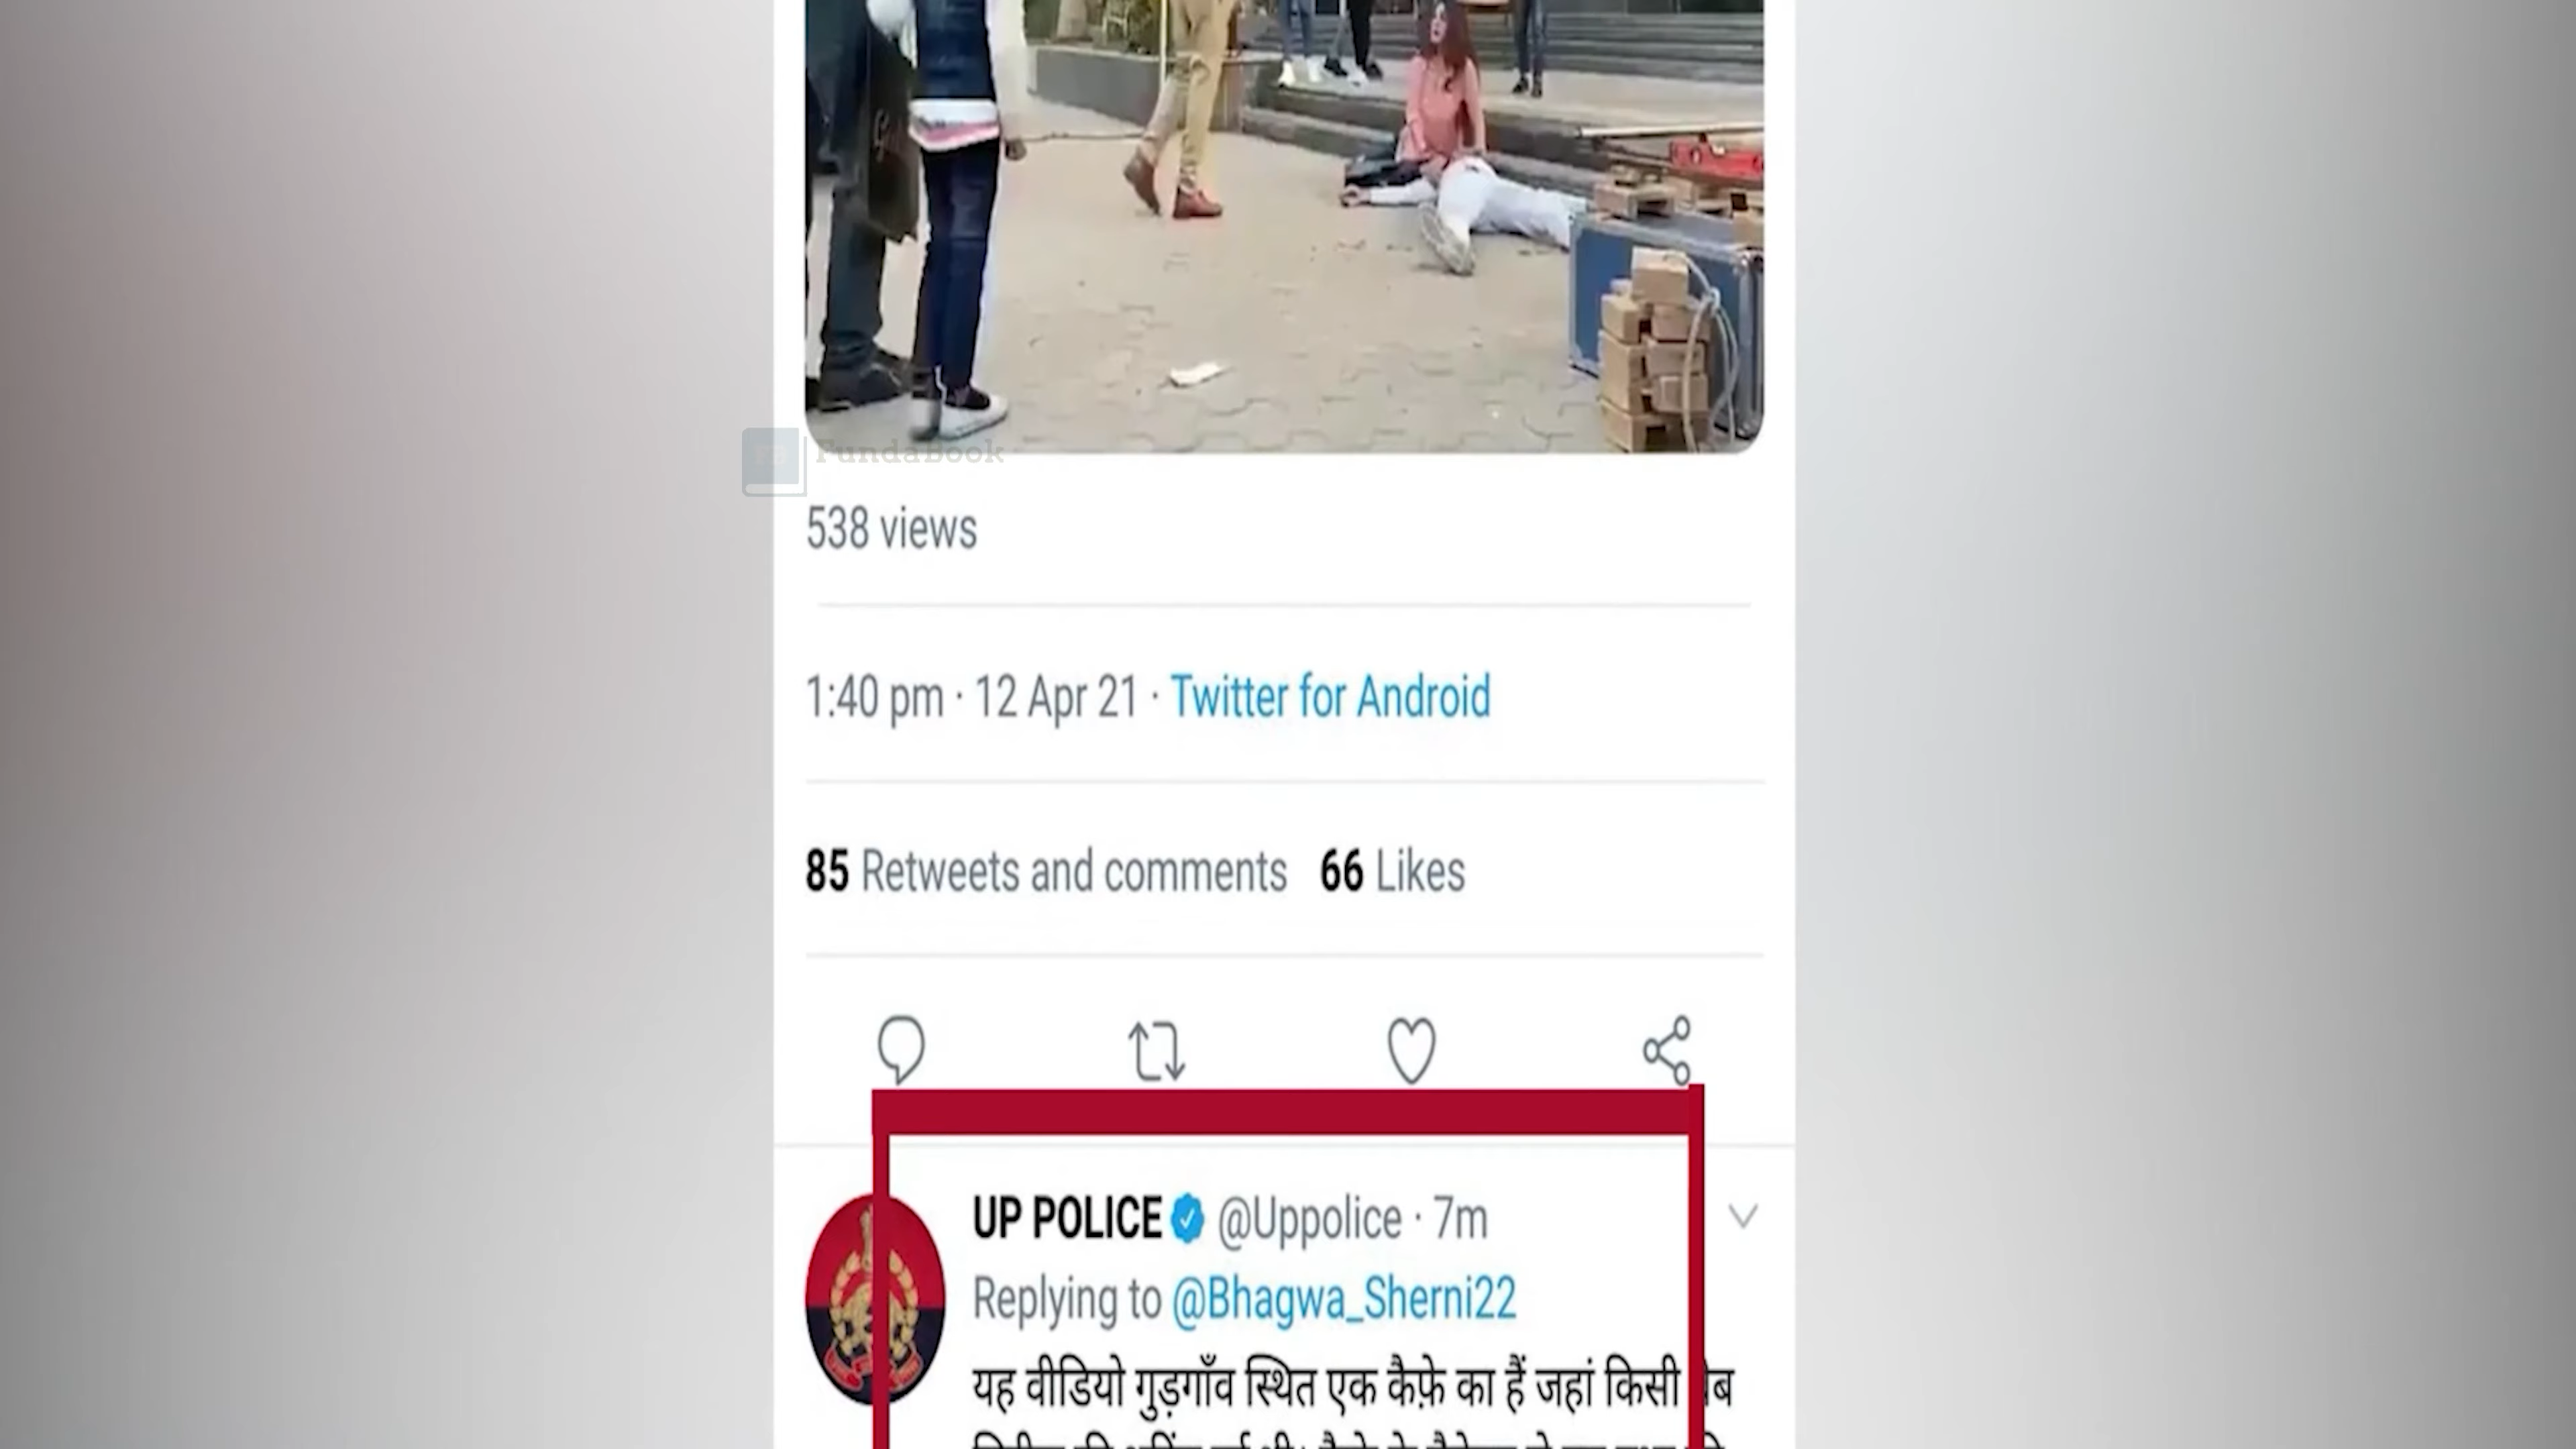 FundaBook
538 views
1:40 pm · 12 Apr 21 · Twitter for Android
85 Retweets and comments 66 Likes
UP POLICE @Uppolice · 7m
Replying to @Bhagwa_Sherni22
यह वीडियो गुड़गाँव स्थित एक कैफ़े का हैं जहां किसी